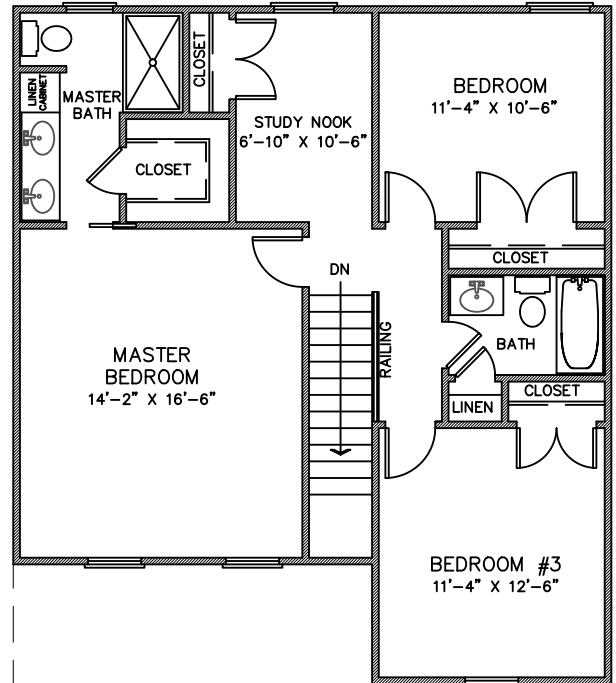 CLOSET
LINEN
CABINET
MASTER
BATH
STUDY NOOK
6'-10" X 10'-6"
BEDROOM
11'-4" X 10'-6"
CLOSET
CLOSET
DN
RAILING
BATH
MASTER
BEDROOM
14'-2" X 16'-6"
LINEN
CLOSET
BEDROOM #3
11'-4" X 12'-6"